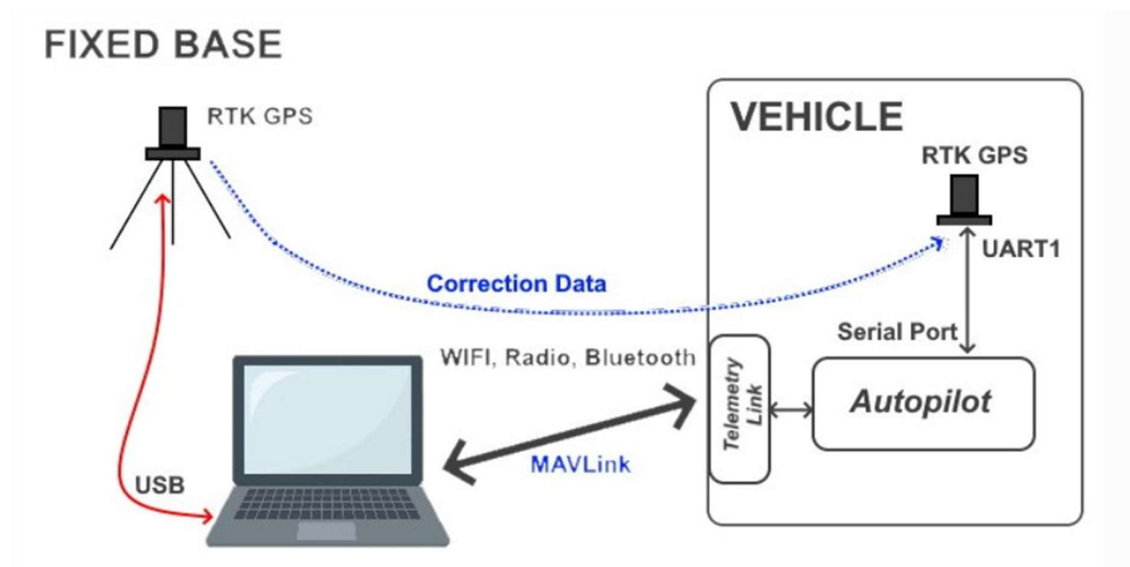 FIXED BASE
RTK GPS
VEHICLE
RTK GPS
UART1
Correction Data
Serial Port
WIFI, Radio, Bluetooth
Telemetry
Link
Autopilot
MAVLink
USB